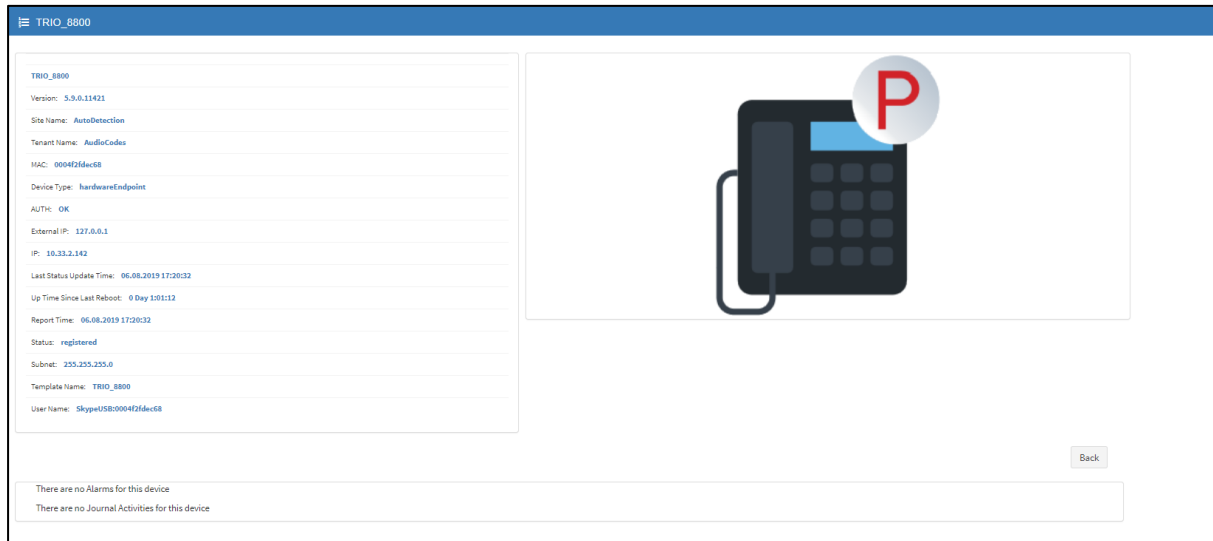 TRIO_8800
TRIO_8800
Version: 5.9.0.11421
Site Name: AutoDetection
Tenant Name: AudioCodes
MAC: 0004f2fdec68
Device Type: hardwareEndpoint
AUTH: OK
External IP: 127.0.0.1
IP: 10.33.2.142
Last Status Update Time: 06.08.2019 17:20:32
Up Time Since Last Reboot: 0 Day 1:01:12
Report Time: 06.08.2019 17:20:32
Status: registered
Subnet: 255.255.255.0
Template Name: TRIO_8800
User Name: SkypeUSB:0004f2fdec68
P
Back
There are no Alarms for this device
There are no Journal Activities for this device